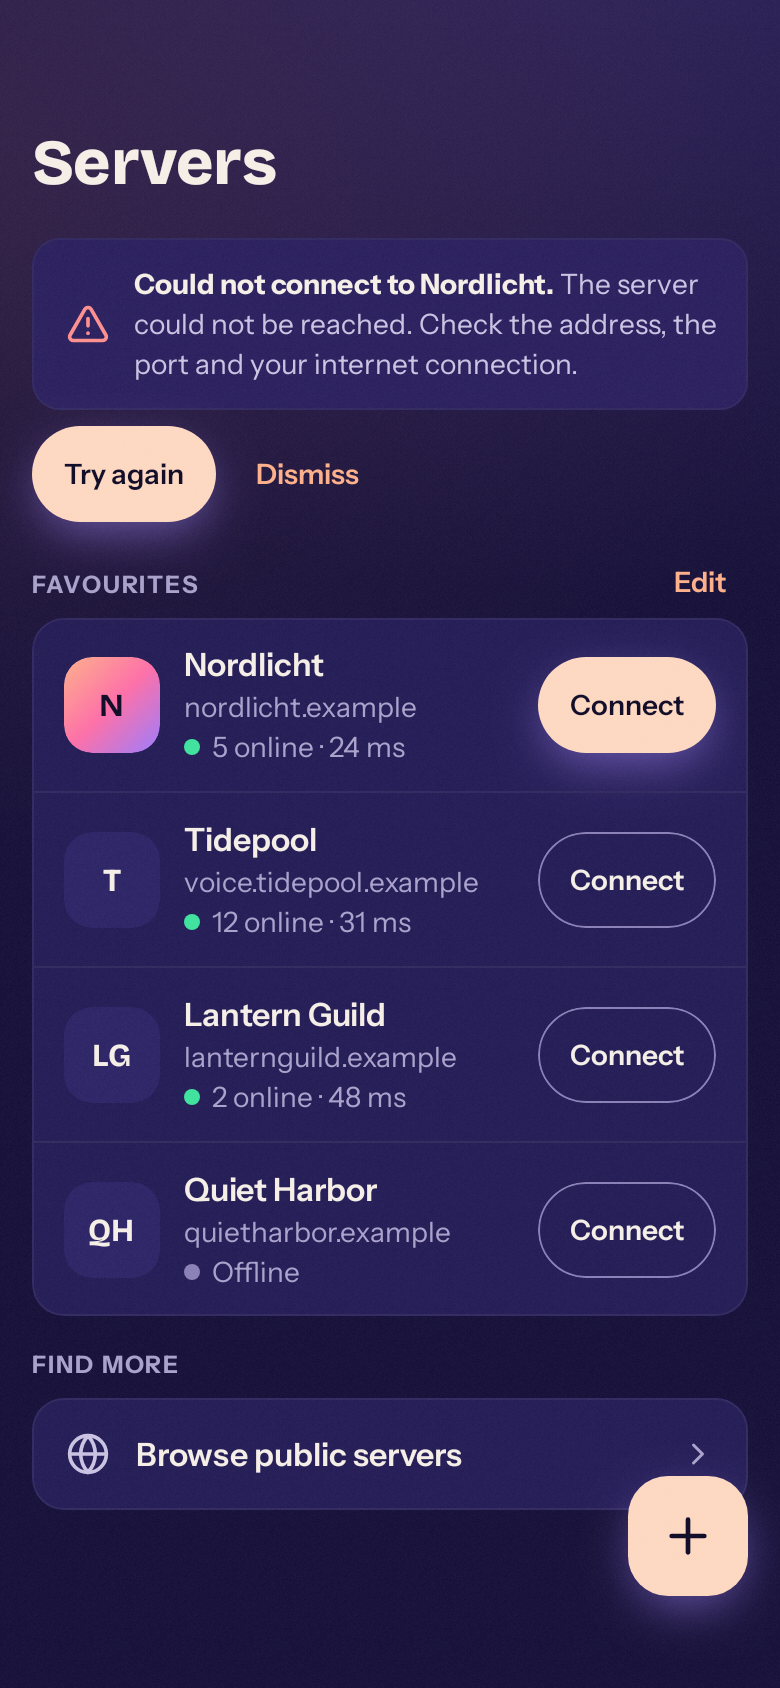 Servers
Could not connect to Nordlicht. The server
could not be reached. Check the address, the
port and your internet connection.
Try again
Dismiss
FAVOURITES
Edit
N
Nordlicht
nordlicht.example
5 online · 24 ms
Connect
T
Tidepool
voice.tidepool.example
12 online · 31 ms
Connect
LG
Lantern Guild
lanternguild.example
2 online · 48 ms
Connect
QH
Quiet Harbor
quietharbor.example
Offline
Connect
FIND MORE
Browse public servers